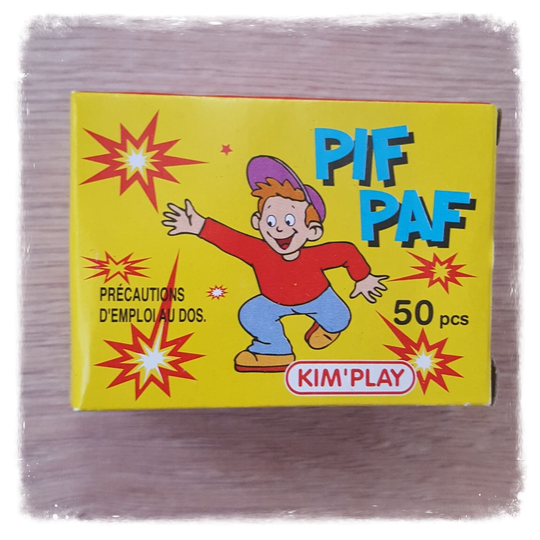 PIF
PAF
PRÉCAUTIONS
D'EMPLOI AU DOS.
50 pcs
KIM'PLAY